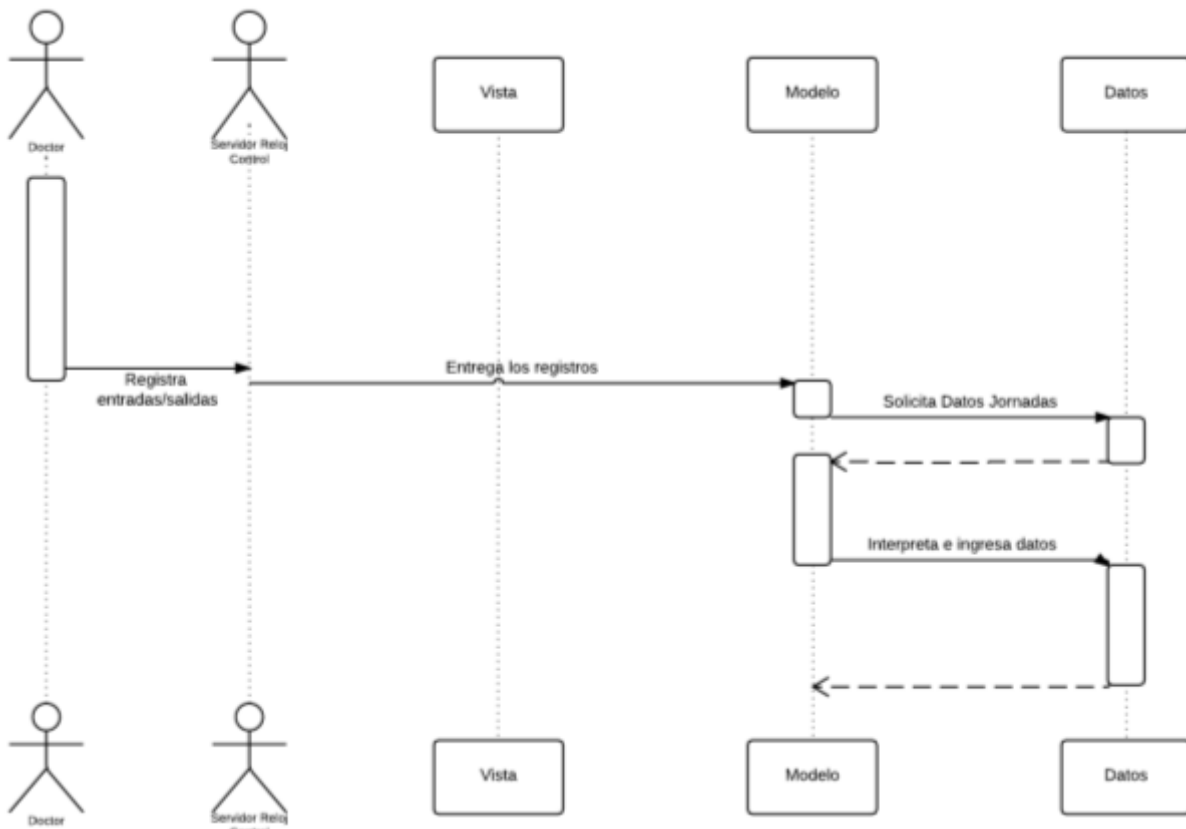 Doctor
Servidor Reloj
Control
Vista
Modelo
Datos
Registra
entradas/salidas
Entrega los registros
Solicita Datos Jornadas
Interpreta e ingresa datos
Doctor
Servidor Reloj
Vista
Modelo
Datos